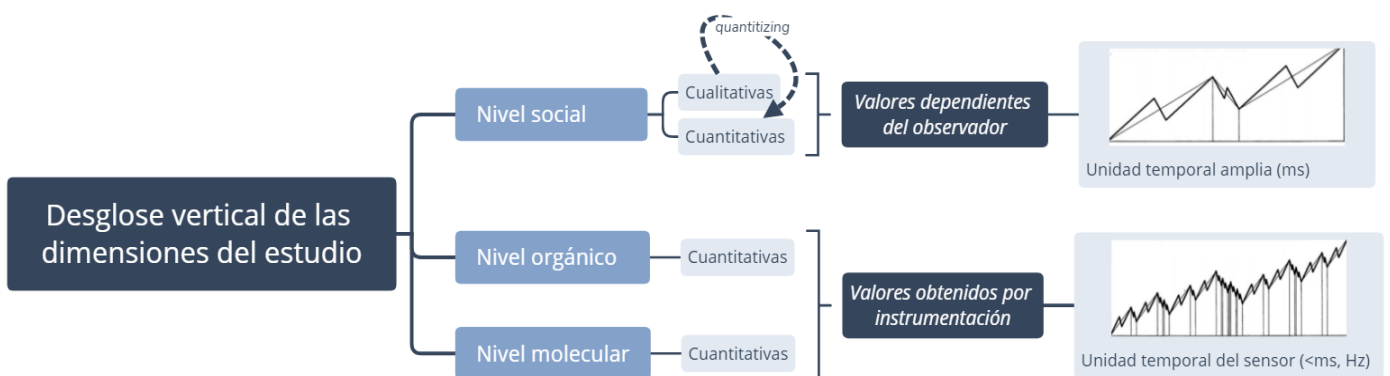 quantitizing
Cualitativas
Nivel social
Cuantitativas
Valores dependientes
del observador
Unidad temporal amplia (ms)
Desglose vertical de las
dimensiones del estudio
Nivel orgánico
Cuantitativas
Valores obtenidos por
instrumentación
Nivel molecular
Cuantitativas
Unidad temporal del sensor (<ms, Hz)